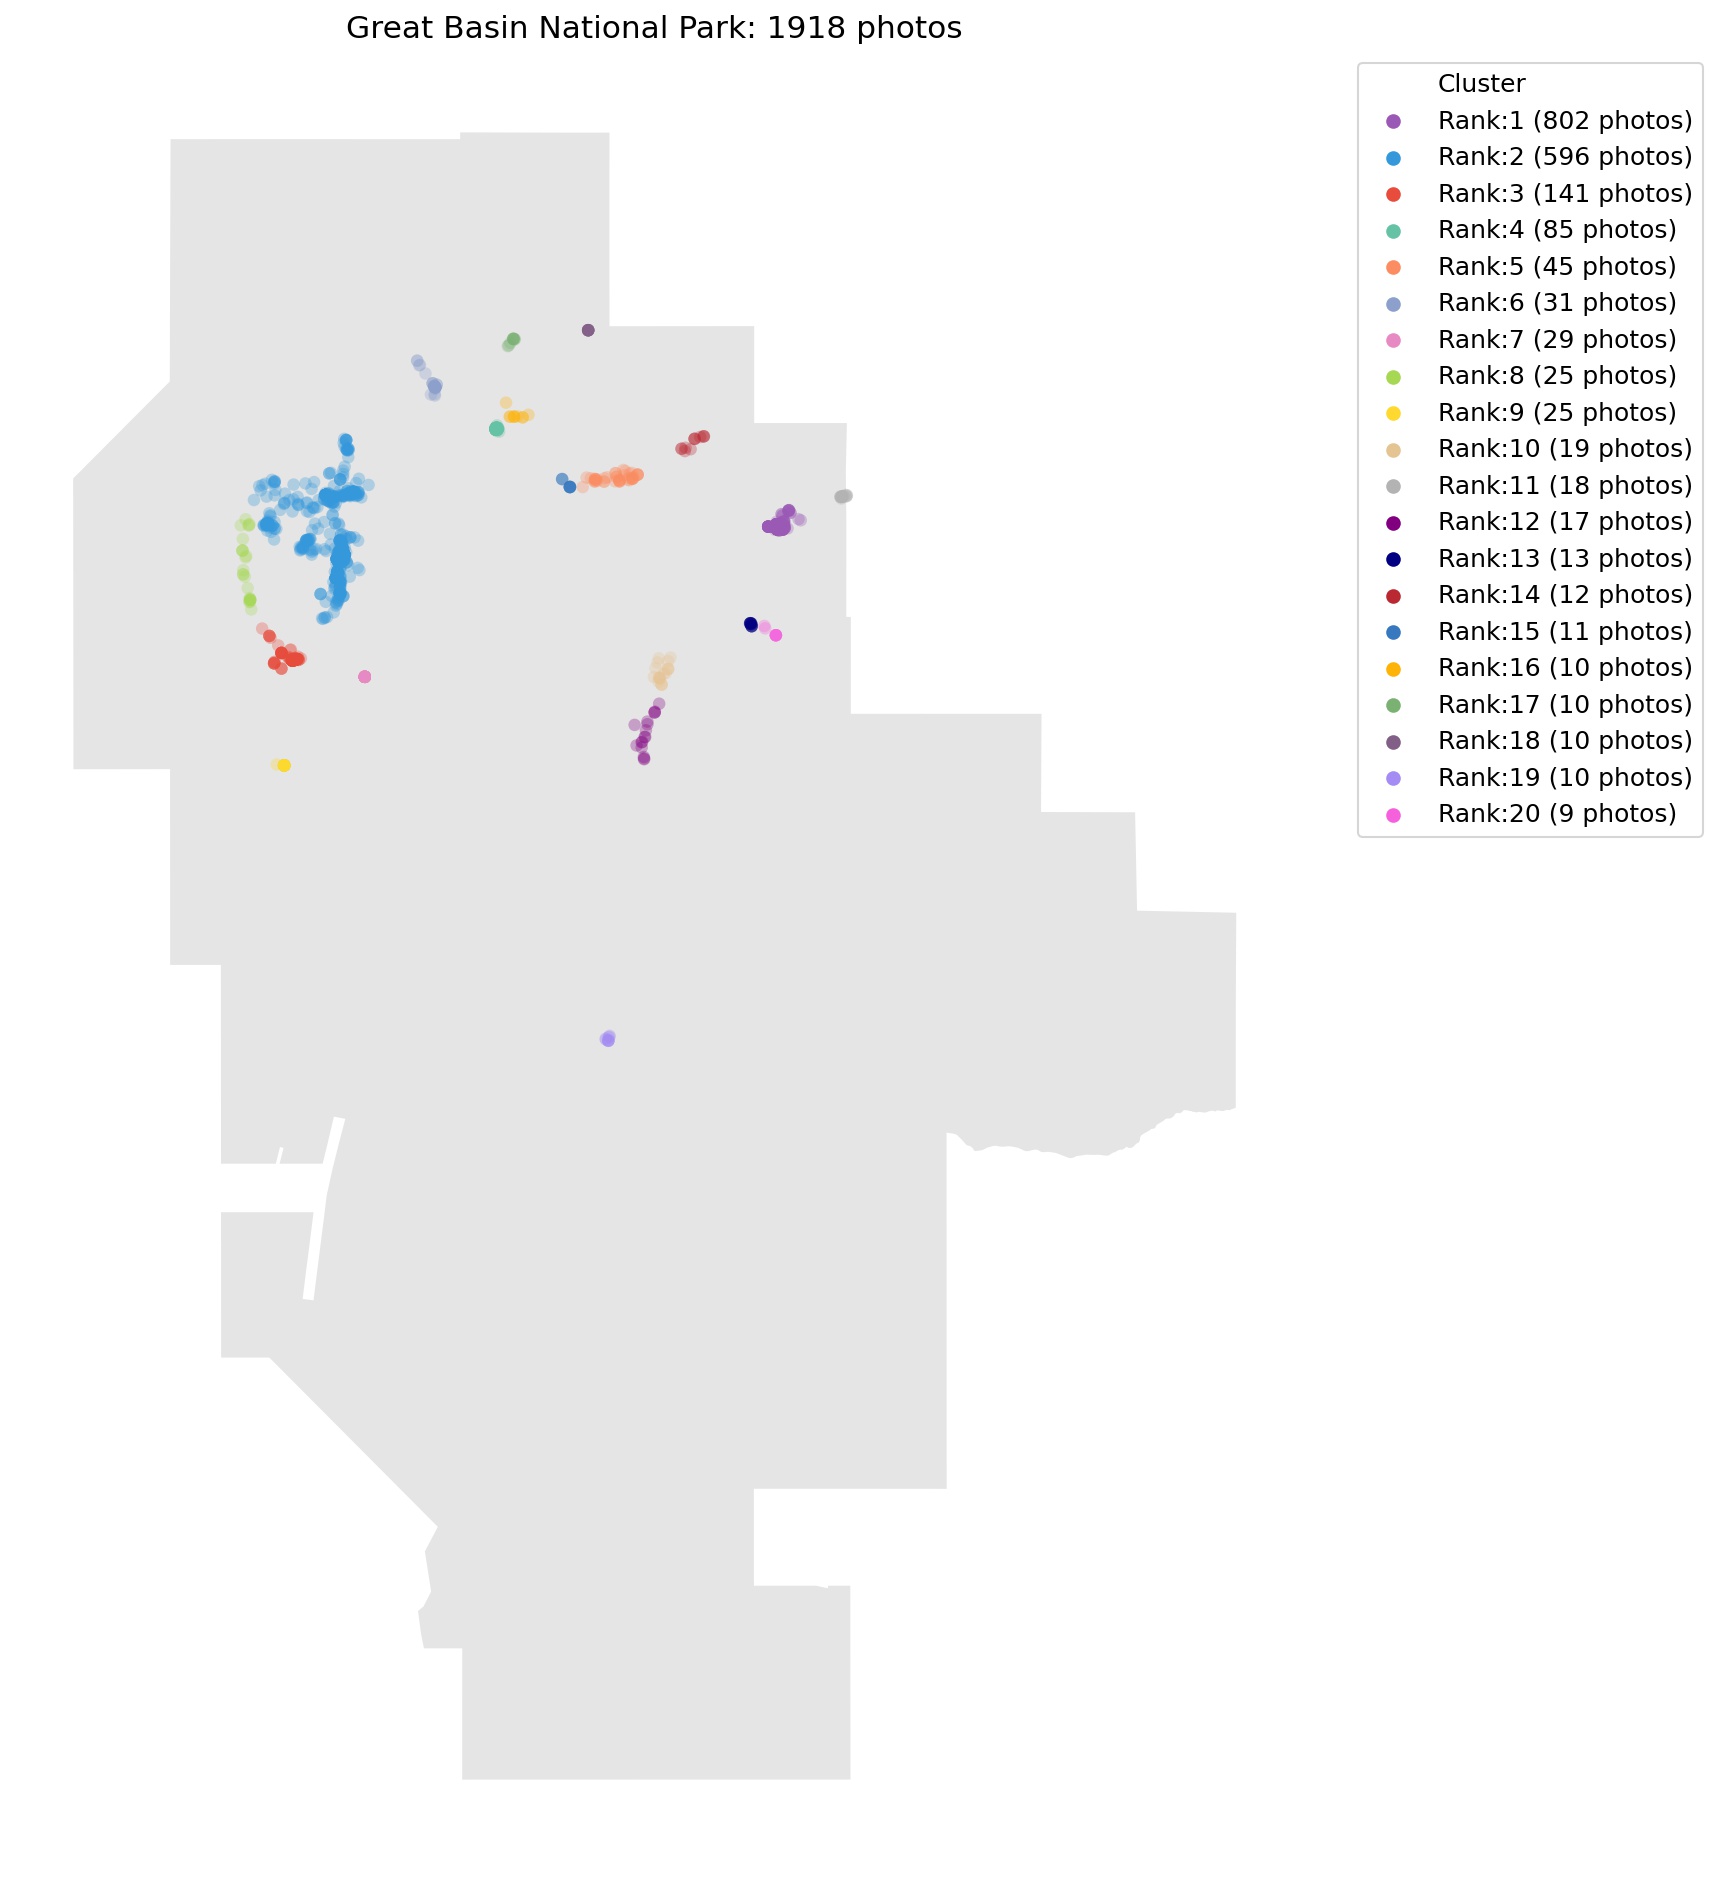 Great Basin National Park: 1918 photos
Cluster
Rank:1 (802 photos)
Rank:2 (596 photos)
Rank:3 (141 photos)
Rank:4 (85 photos)
Rank:5 (45 photos)
Rank:6 (31 photos)
Rank:7 (29 photos)
Rank:8 (25 photos)
Rank:9 (25 photos)
Rank:10 (19 photos)
Rank:11 (18 photos)
Rank:12 (17 photos)
Rank:13 (13 photos)
Rank:14 (12 photos)
Rank:15 (11 photos)
Rank:16 (10 photos)
Rank:17 (10 photos)
Rank:18 (10 photos)
Rank:19 (10 photos)
Rank:20 (9 photos)